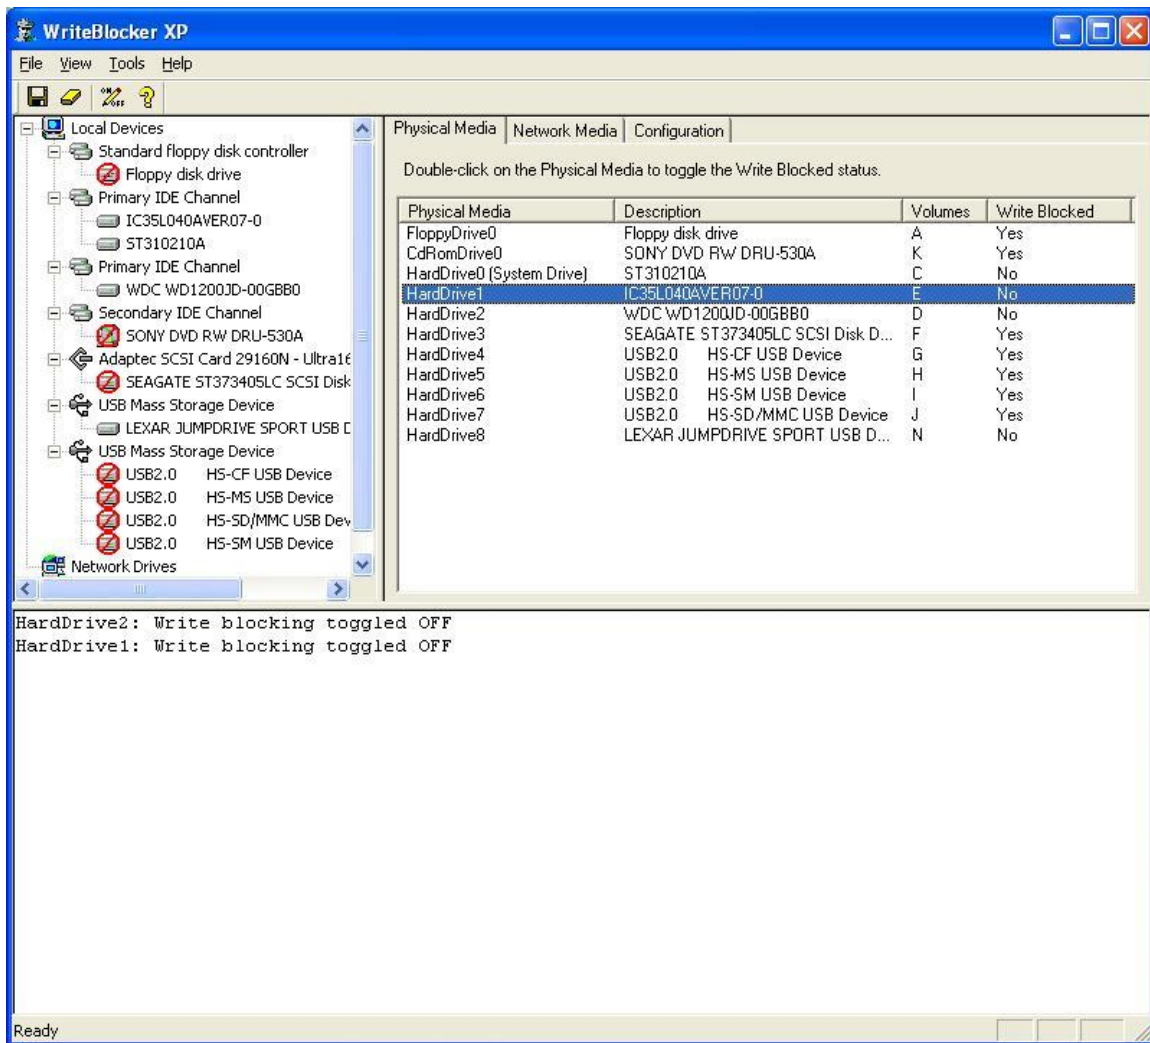 WriteBlocker XP
File View Tools Help
ON OFF
Local Devices
Standard floppy disk controller
Floppy disk drive
Primary IDE Channel
IC35L040AVER07-0
ST310210A
Primary IDE Channel
WDC WD1200JD-00GBB0
Secondary IDE Channel
SONY DVD RW DRU-530A
Adaptec SCSI Card 29160N - Ultra16
SEAGATE ST373405LC SCSI Disk
USB Mass Storage Device
LEXAR JUMPDRIVE SPORT USB D
USB Mass Storage Device
USB2.0 HS-CF USB Device
USB2.0 HS-MS USB Device
USB2.0 HS-SD/MMC USB Dev
USB2.0 HS-SM USB Device
Network Drives
Physical Media Network Media Configuration
Double-click on the Physical Media to toggle the Write Blocked status.
Physical Media Description Volumes Write Blocked
FloppyDrive0 Floppy disk drive A Yes
CdRomDrive0 SONY DVD RW DRU-530A K Yes
HardDrive0 (System Drive) ST310210A C No
HardDrive1 IC35L040AVER07-0 E No
HardDrive2 WDC WD1200JD-00GBB0 D No
HardDrive3 SEAGATE ST373405LC SCSI Disk D... F Yes
HardDrive4 USB2.0 HS-CF USB Device G Yes
HardDrive5 USB2.0 HS-MS USB Device H Yes
HardDrive6 USB2.0 HS-SM USB Device I Yes
HardDrive7 USB2.0 HS-SD/MMC USB Device J Yes
HardDrive8 LEXAR JUMPDRIVE SPORT USB D... N No
HardDrive2: Write blocking toggled OFF
HardDrive1: Write blocking toggled OFF
Ready